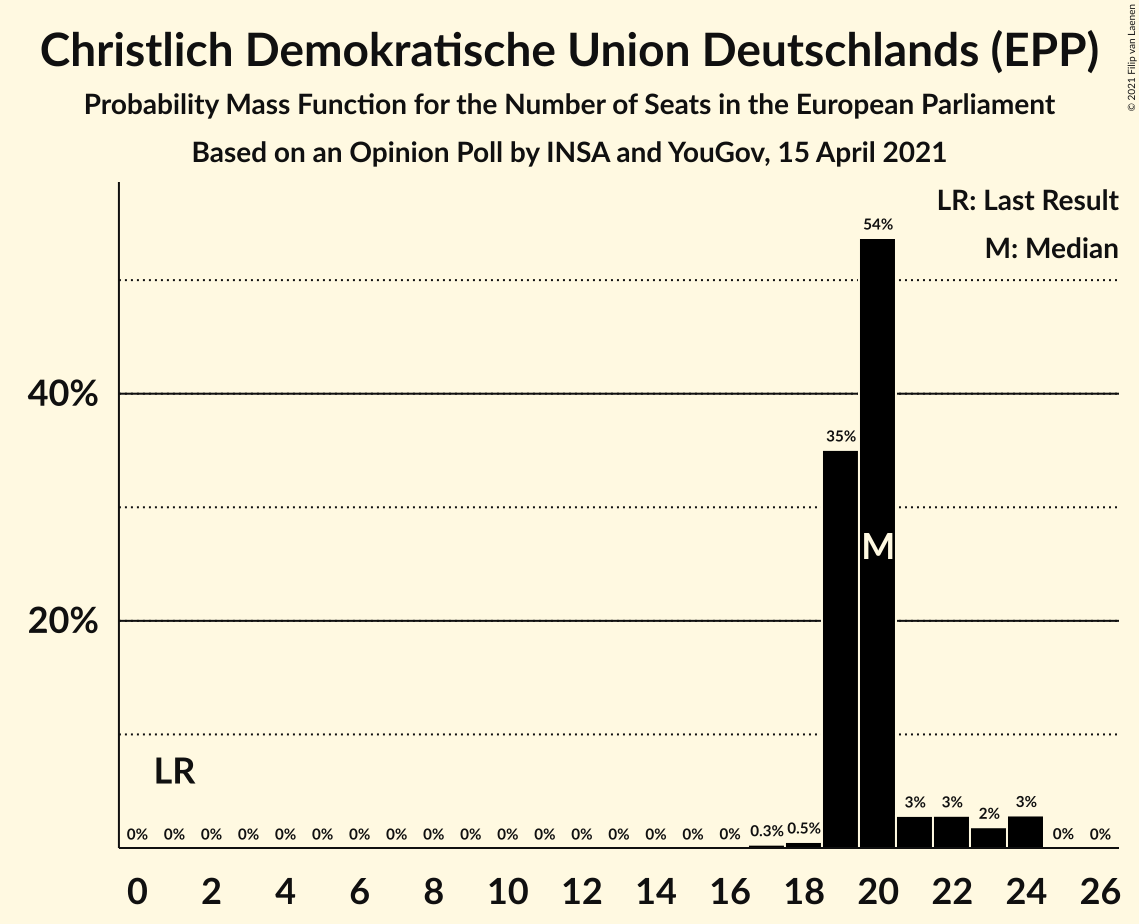 Christlich Demokratische Union Deutschlands (EPP)
Probability Mass Function for the Number of Seats in the European Parliament
Based on an Opinion Poll by INSA and YouGov, 15 April 2021
© 2021 Filip van Laenen
LR: Last Result
M: Median
54%
40%
35%
M
20%
LR
0% 0% 0% 0% 0% 0% 0% 0% 0% 0% 0% 0% 0% 0% 0% 0% 0% 0.3% 0.5% 3% 3% 2% 3% 0% 0%
0 2 4 6 8 10 12 14 16 18 20 22 24 26